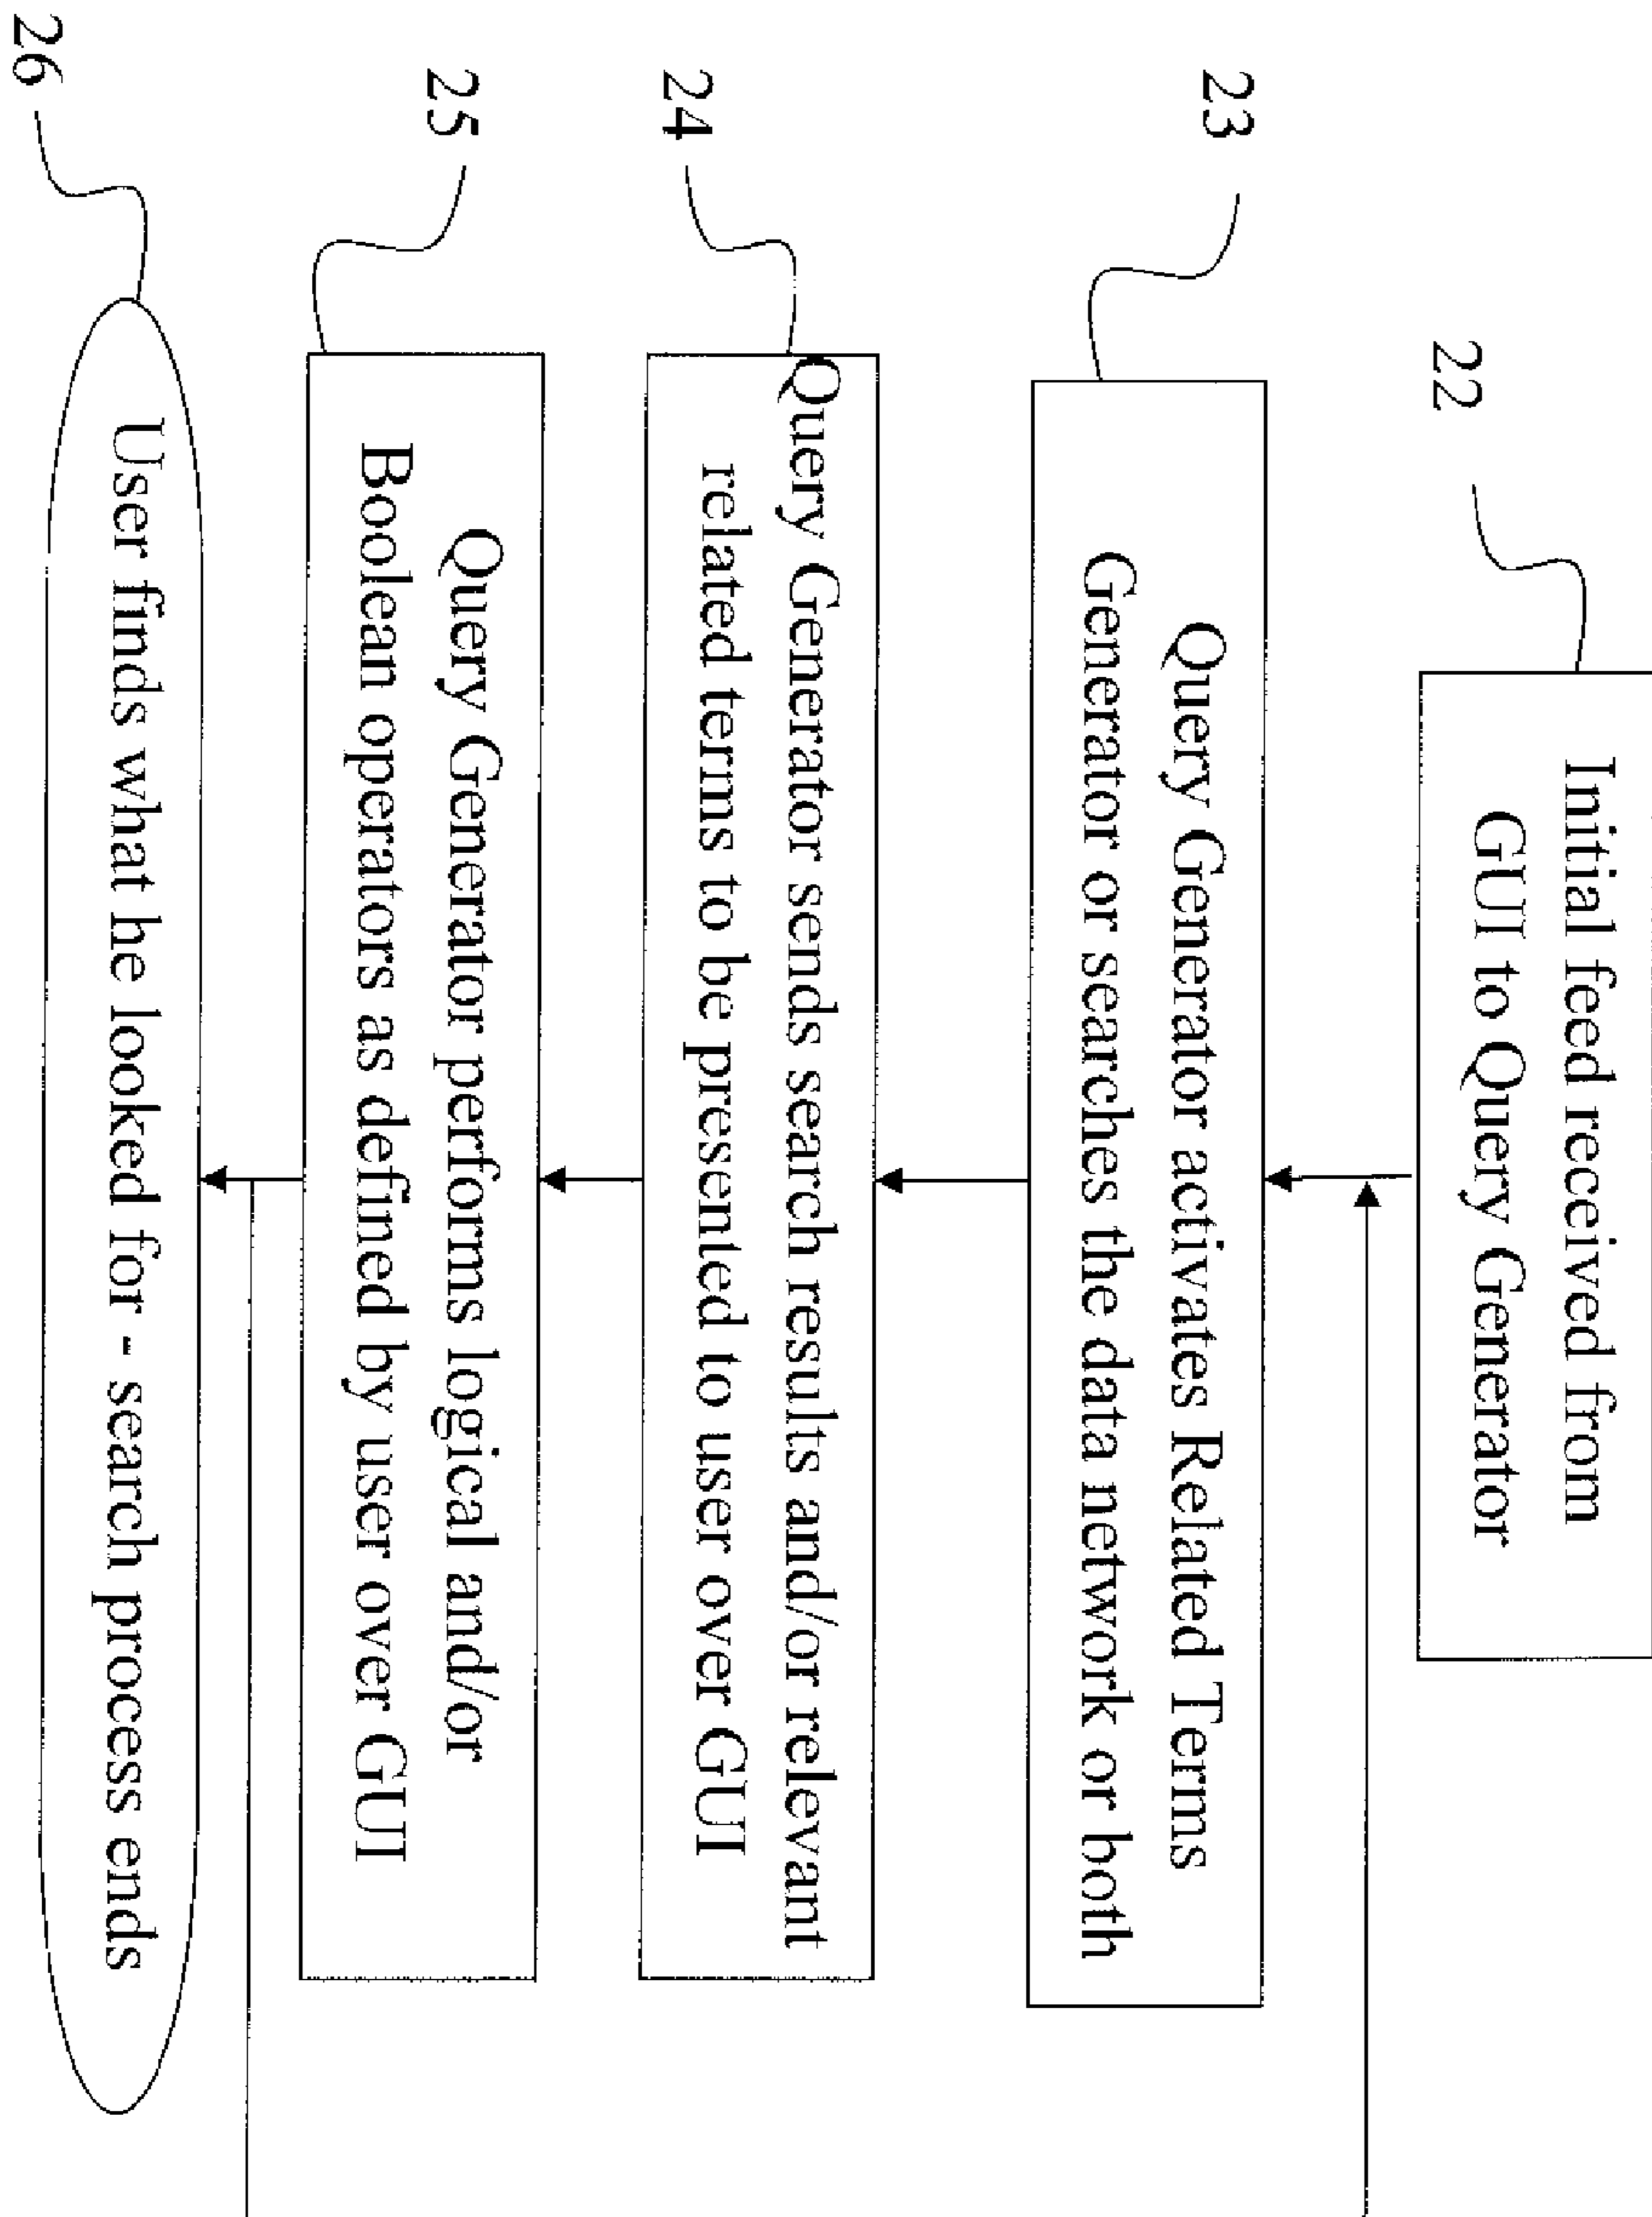 22
Initial feed received from
GUI to Query Generator
23
Query Generator activates Related Terms
Generator or searches the data network or both
24
Query Generator sends search results and/or relevant
related terms to be presented to user over GUI
25
Query Generator performs logical and/or
Boolean operators as defined by user over GUI
26
User finds what he looked for - search process ends